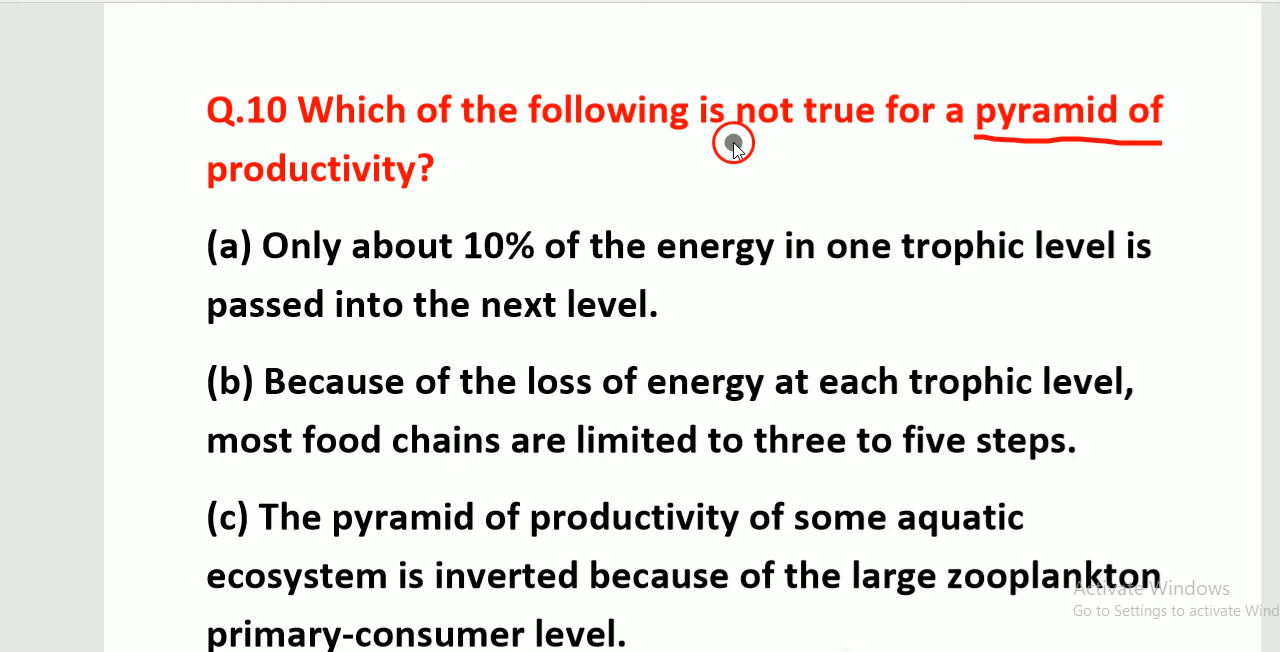 Q.10 Which of the following is not true for a pyramid of
productivity?
(a) Only about 10% of the energy in one trophic level is
passed into the next level.
(b) Because of the loss of energy at each trophic level,
most food chains are limited to three to five steps.
(c) The pyramid of productivity of some aquatic
ecosystem is inverted because of the large zooplankton
primary-consumer level.
Activate Windows
Go to Settings to activate Wind